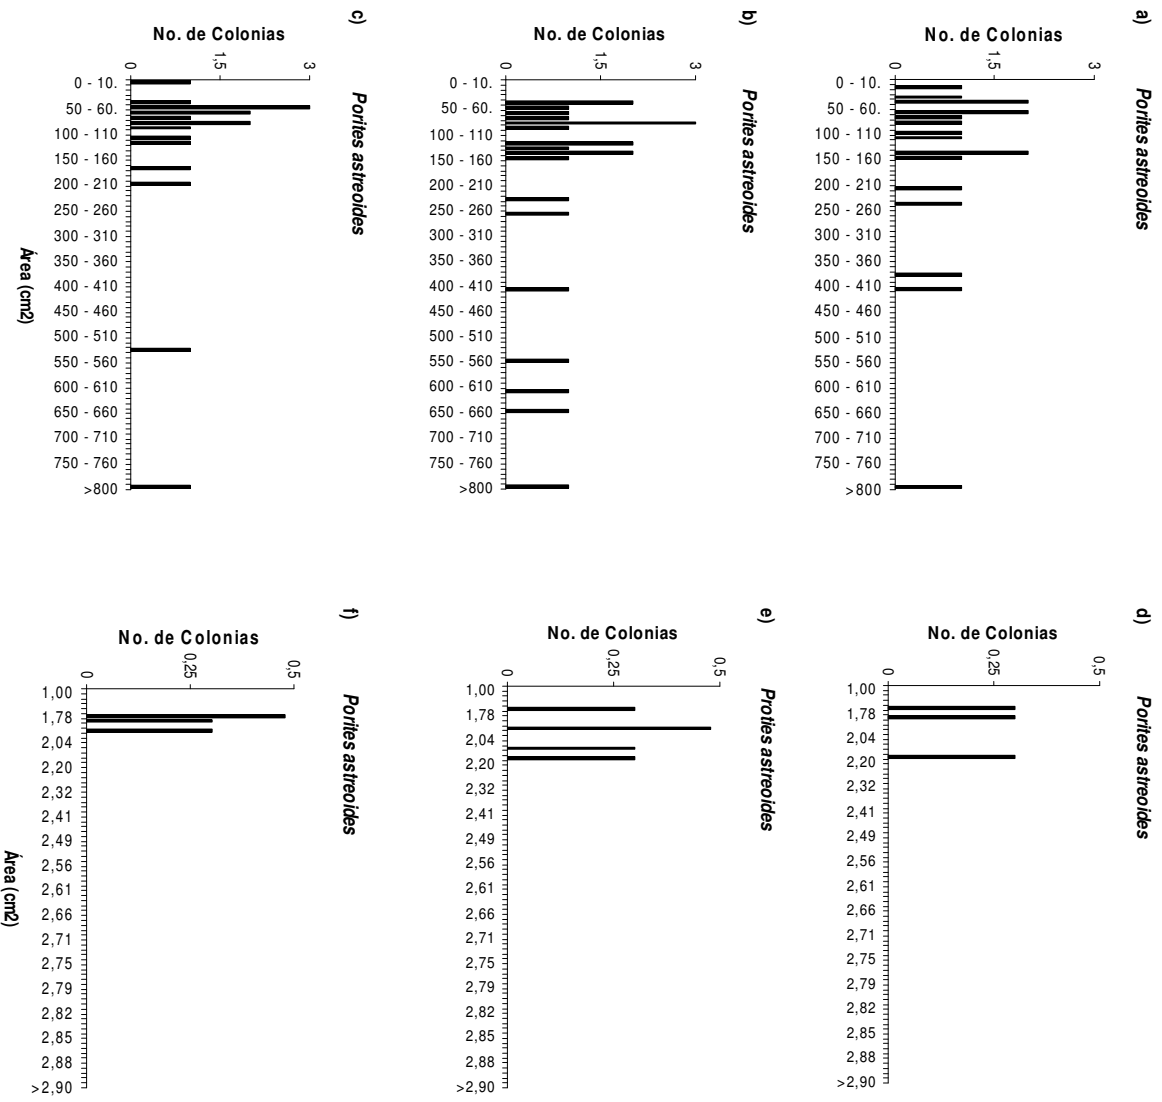 a)
Porites astreoides
No. de Colonias
0
1,5
3
0 - 10.
50 - 60.
100 - 110
150 - 160
200 - 210
250 - 260
300 - 310
350 - 360
400 - 410
450 - 460
500 - 510
550 - 560
600 - 610
650 - 660
700 - 710
750 - 760
>800
b)
Porites astreoides
No. de Colonias
0
1,5
3
0 - 10.
50 - 60.
100 - 110
150 - 160
200 - 210
250 - 260
300 - 310
350 - 360
400 - 410
450 - 460
500 - 510
550 - 560
600 - 610
650 - 660
700 - 710
750 - 760
>800
c)
Porites astreoides
No. de Colonias
0
1,5
3
0 - 10.
50 - 60.
100 - 110
150 - 160
200 - 210
250 - 260
300 - 310
350 - 360
400 - 410
450 - 460
500 - 510
550 - 560
600 - 610
650 - 660
700 - 710
750 - 760
>800
Área (cm2)
d)
Porites astreoides
No. de Colonias
0
0,25
0,5
1,00
1,78
2,04
2,20
2,32
2,41
2,49
2,56
2,61
2,66
2,71
2,75
2,79
2,82
2,85
2,88
>2,90
e)
Proties astreoides
No. de Colonias
0
0,25
0,5
1,00
1,78
2,04
2,20
2,32
2,41
2,49
2,56
2,61
2,66
2,71
2,75
2,79
2,82
2,85
2,88
>2,90
f)
Porites astreoides
No. de Colonias
0
0,25
0,5
1,00
1,78
2,04
2,20
2,32
2,41
2,49
2,56
2,61
2,66
2,71
2,75
2,79
2,82
2,85
2,88
>2,90
Área (cm2)